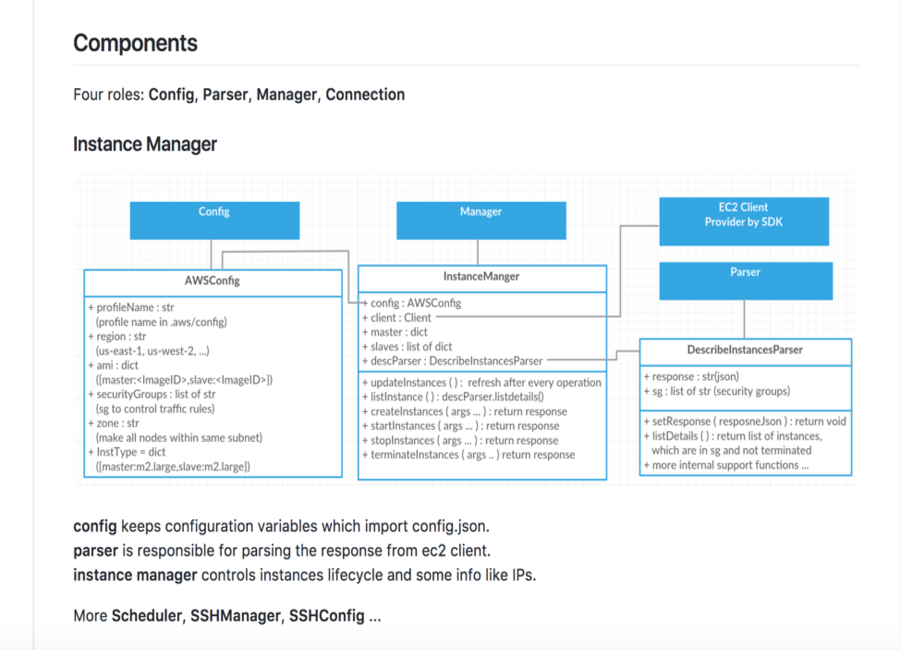 Components
Four roles: Config, Parser, Manager, Connection
Instance Manager
Config
AWSConfig
+ profileName : str
(profile name in .aws/config)
+ region : str
(us-east-1, us-west-2, ...)
+ ami : dict
([master:<ImageID>,slave:<ImageID>])
+ securityGroups : list of str
(sg to control traffic rules)
+ zone : str
(make all nodes within same subnet)
+ InstType = dict
([master:m2.large,slave:m2.large])
Manager
InstanceManger
+ config : AWSConfig
+ client : Client
+ master : dict
+ slaves : list of dict
+ descParser : DescribeInstancesParser
+ updateInstances ( ) : refresh after every operation
+ listInstance ( ) : descParser.listdetails()
+ createInstances ( args ... ) : return response
+ startInstances ( args ... ) : return response
+ stopInstances ( args ... ) : return response
+ terminateInstances ( args .. ) return response
EC2 Client
Provider by SDK
Parser
DescribeInstancesParser
+ response : str(json)
+ sg : list of str (security groups)
+ setResponse ( resposneJson ) : return void
+ listDetails ( ) : return list of instances,
which are in sg and not terminated
+ more internal support functions ...
config keeps configuration variables which import config.json.
parser is responsible for parsing the response from ec2 client.
instance manager controls instances lifecycle and some info like IPs.
More Scheduler, SSHManager, SSHConfig ...